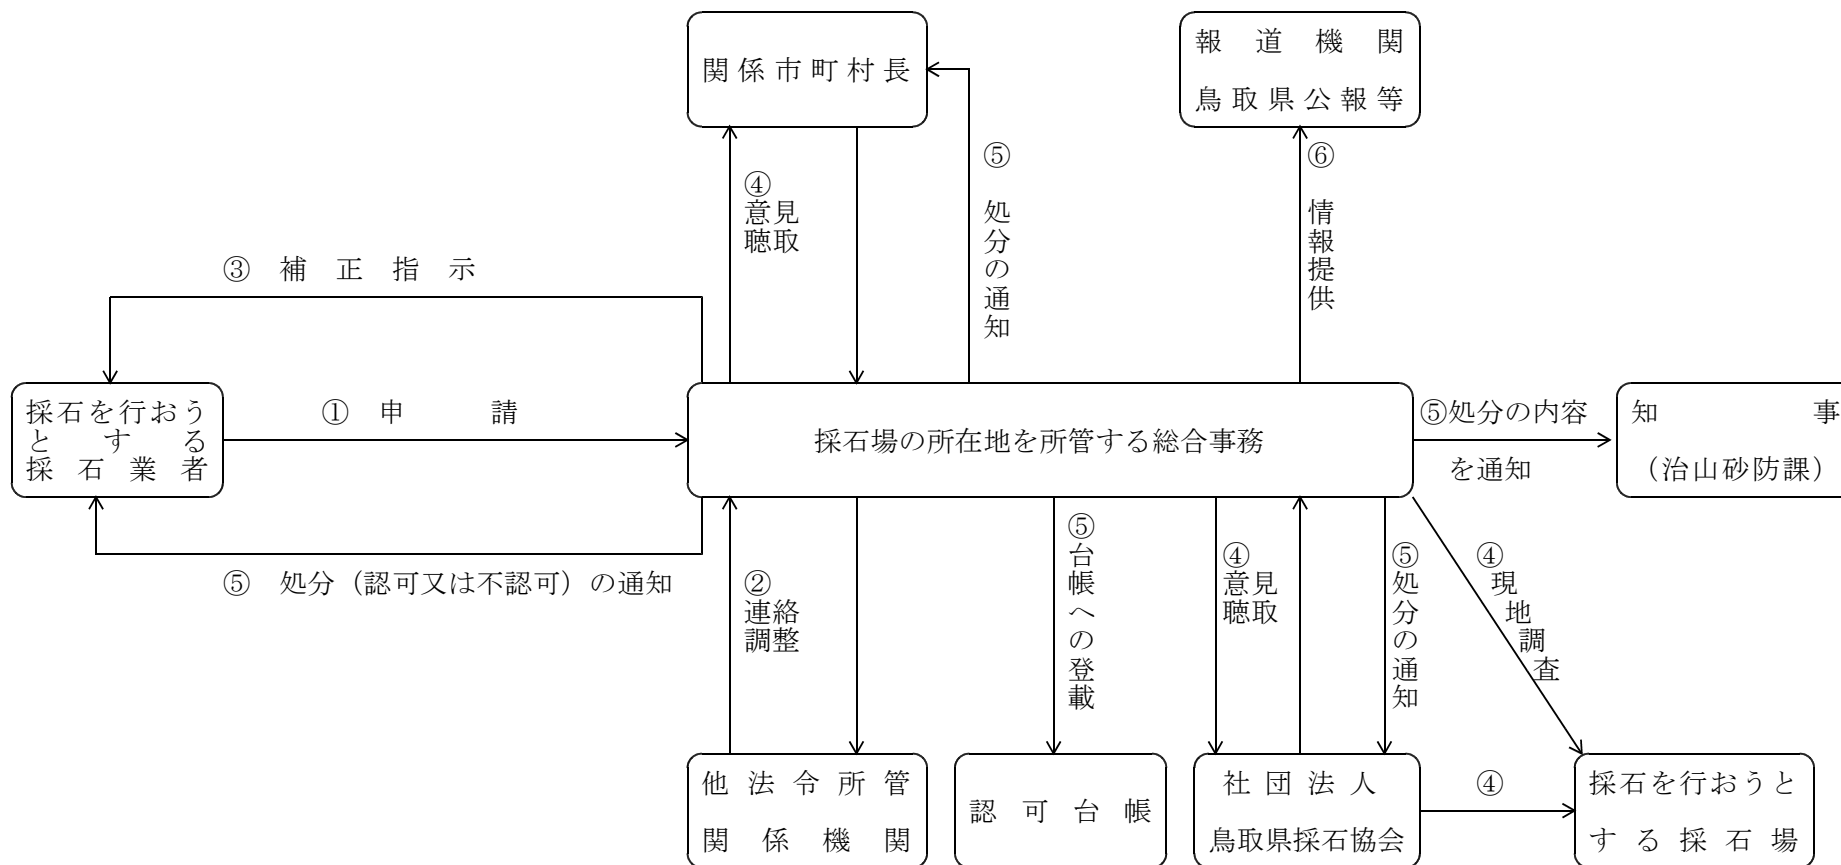 関係市町村長
報道機関
鳥取県公報等
④
意見
聴取
⑤ 処分の通知
⑥ 情報提供
③ 補正指示
採石を行おう
とする
採石業者
① 申請
採石場の所在地を所管する総合事務
⑤処分の内容
を通知
知事
（治山砂防課）
⑤ 処分（認可又は不認可）の通知
②
連絡
調整
⑤台帳への登載
④
意見
聴取
⑤処分の通知
④現地調査
他法令所管
関係機関
認可台帳
社団法人
鳥取県採石協会
④
採石を行おうと
する採石場